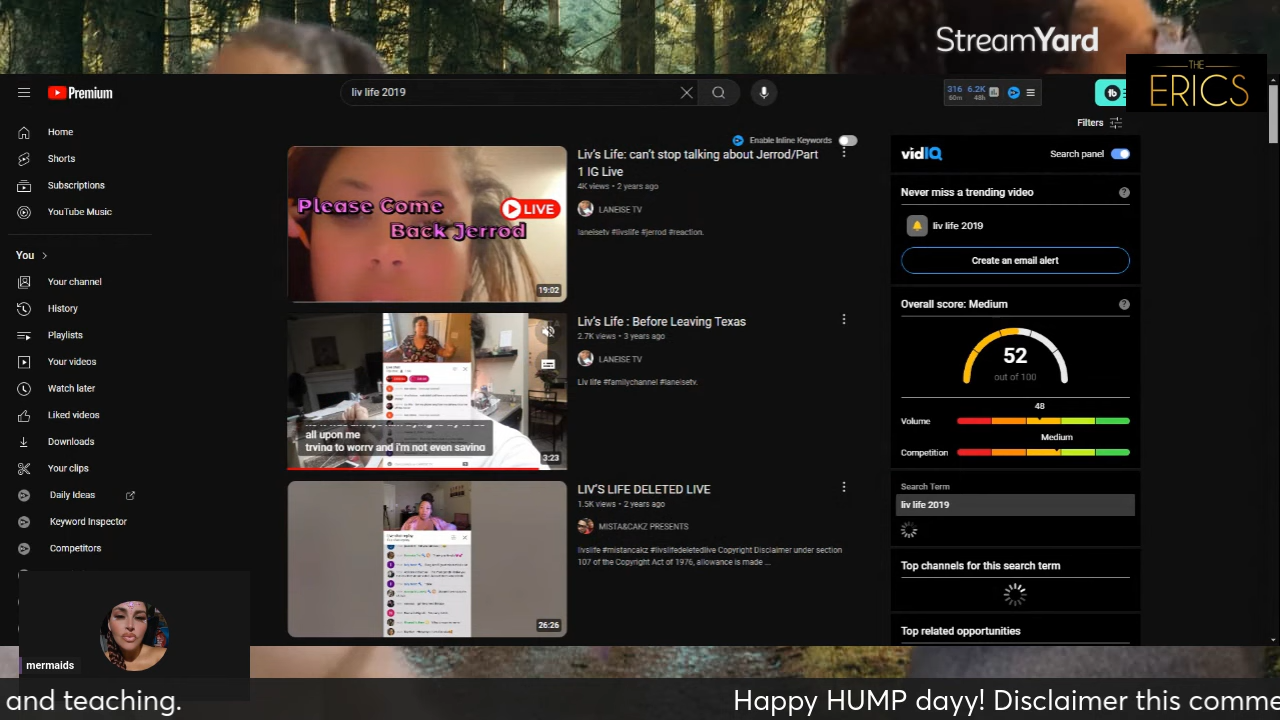 StreamYard
THE
ERICS
Premium
liv life 2019
316 6.2K
60m 48h
Filters
Home
Shorts
Subscriptions
YouTube Music
You
Your channel
History
Playlists
Your videos
Watch later
Liked videos
Downloads
Your clips
Daily Ideas
Keyword Inspector
Comments
Enable Inline Keywords
Please Come
Back Jerrod
LIVE
19:02
Liv's Life: can't stop talking about Jerrod/Part
1 IG Live
4K views • 2 years ago
LANEISE TV
laneisetv #livslife #jerrod #reaction.
all upon me
trying to worry and i'm not even saying
3:23
Liv's Life : Before Leaving Texas
2.7K views • 3 years ago
LANEISE TV
Liv life #familychannel #laneisetv.
26:26
LIV'S LIFE DELETED LIVE
1.5K views • 2 years ago
MISTA&CAKZ PRESENTS
livslife #mistancakz #livslifedeletedlive Copyright Disclaimer under section
107 of the Copyright Act of 1976, allowance is made ...
vidIQ
Search panel
Never miss a trending video
liv life 2019
Create an email alert
Overall score: Medium
52
out of 100
48
Volume
Medium
Competition
Search Term
liv life 2019
Top channels for this search term
Top related opportunities
mermaids
and teaching.
Happy HUMP dayy! Disclaimer this comme